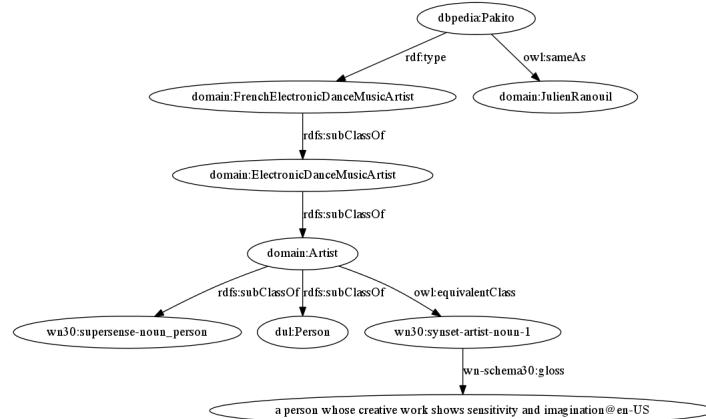 dbpedia:Pakito
rdf:type
owl:sameAs
domain:FrenchElectronicDanceMusicArtist
domain:JulienRanouil
rdfs:subClassOf
domain:ElectronicDanceMusicArtist
rdfs:subClassOf
domain:Artist
rdfs:subClassOf
rdfs:subClassOf
owl:equivalentClass
wn30:supersense-noun_person
dul:Person
wn30:synset-artist-noun-1
wn-schema30:gloss
a person whose creative work shows sensitivity and imagination@en-US